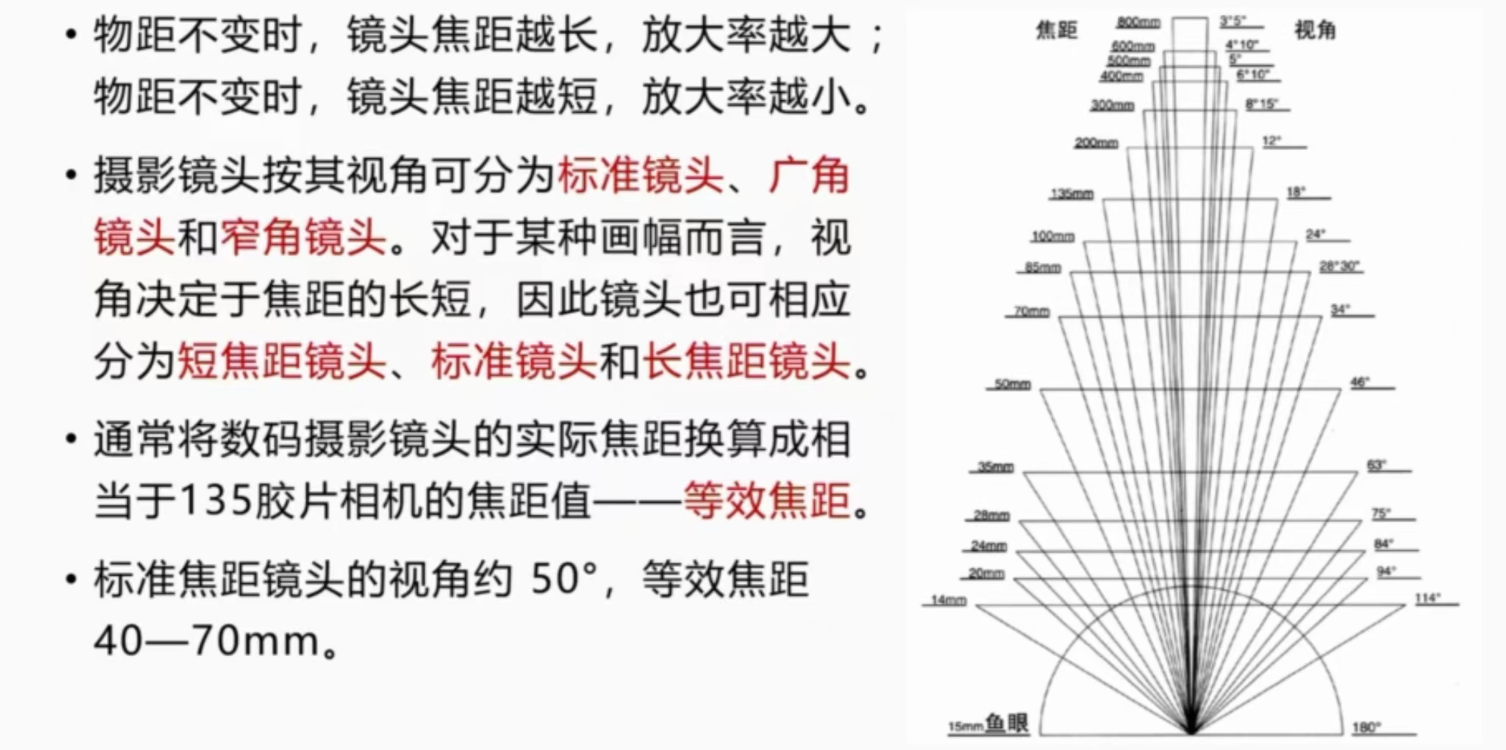 • 物距不变时，镜头焦距越长，放大率越大；
物距不变时，镜头焦距越短，放大率越小。
• 摄影镜头按其视角可分为标准镜头、广角
镜头和窄角镜头。对于某种画幅而言，视
角决定于焦距的长短，因此镜头也可相应
分为短焦距镜头、标准镜头和长焦距镜头。
• 通常将数码摄影镜头的实际焦距换算成相
当于135胶片相机的焦距值——等效焦距。
• 标准焦距镜头的视角约 50°，等效焦距
40—70mm。
焦距 视角
800mm 3°5"
600mm 4°10"
500mm 5°
400mm 6°10"
300mm 8°15"
200mm 12°
135mm 18°
100mm 24°
85mm 28°30"
70mm 34°
50mm 46°
35mm 63°
28mm 75°
24mm 84°
20mm 94°
14mm 114°
15mm鱼眼 180°